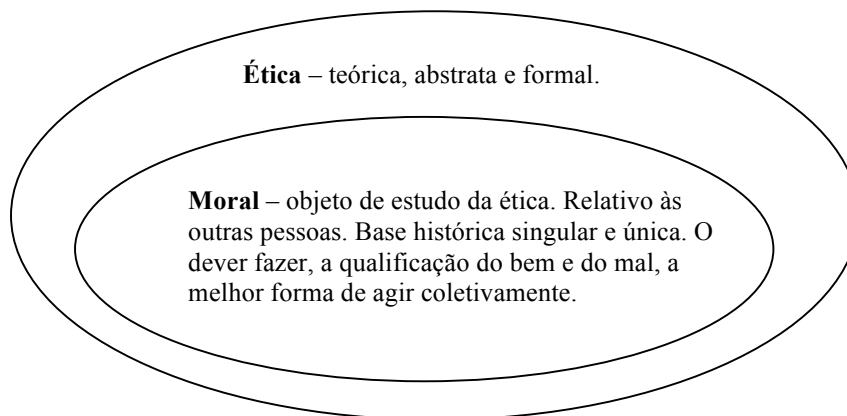 Ética – teórica, abstrata e formal.
Moral – objeto de estudo da ética. Relativo às
outras pessoas. Base histórica singular e única. O
dever fazer, a qualificação do bem e do mal, a
melhor forma de agir coletivamente.